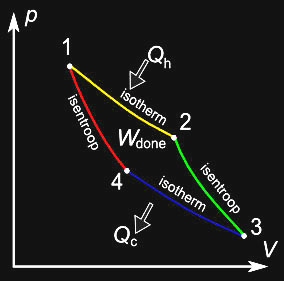 p
1
Qh
isotherm
isentroop
2
Wdone
4
isotherm
isentroop
Qc
3
V